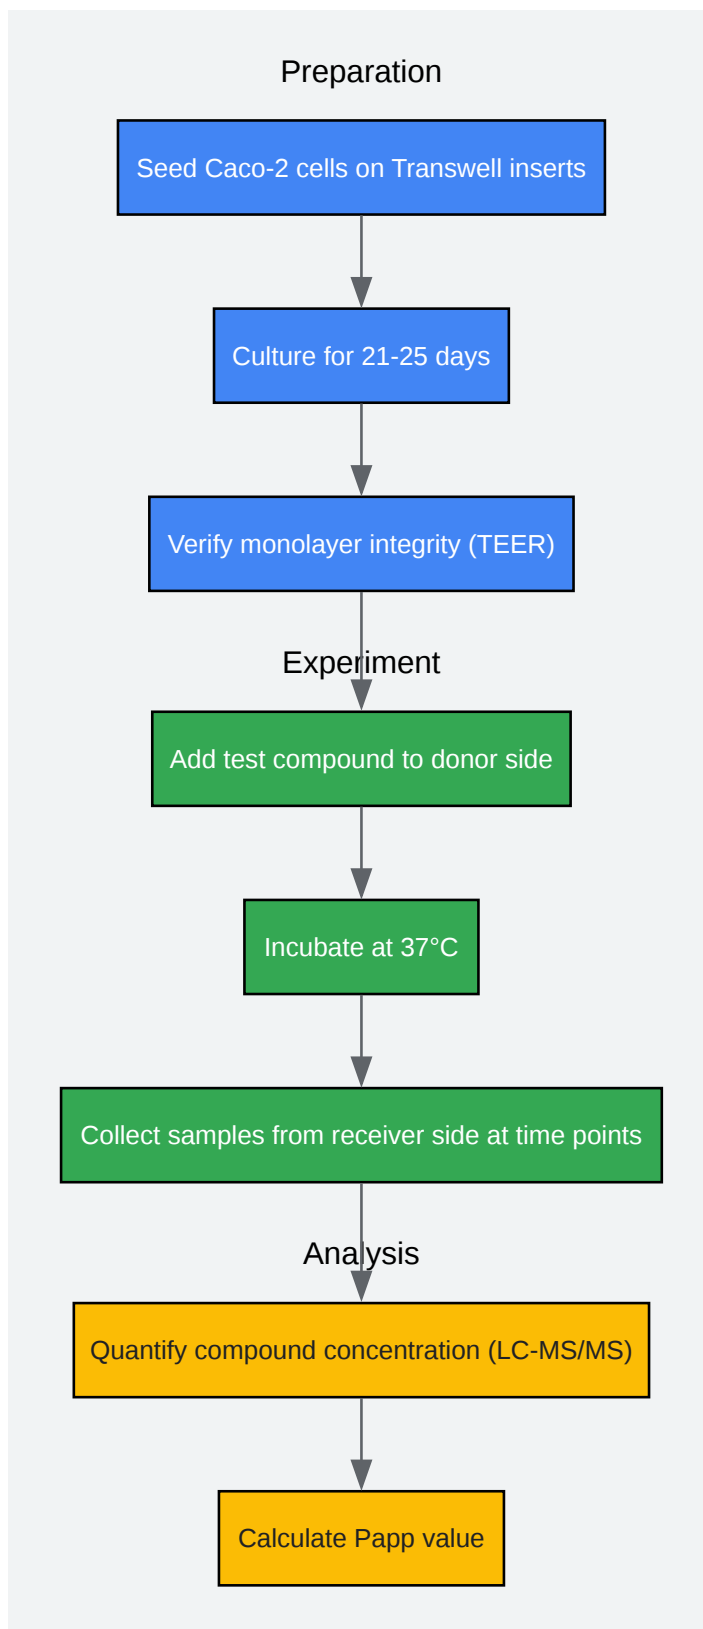 Preparation
Seed Caco-2 cells on Transwell inserts
Culture for 21-25 days
Verify monolayer integrity (TEER)
Experiment
Add test compound to donor side
Incubate at 37°C
Collect samples from receiver side at time points
Analysis
Quantify compound concentration (LC-MS/MS)
Calculate Papp value